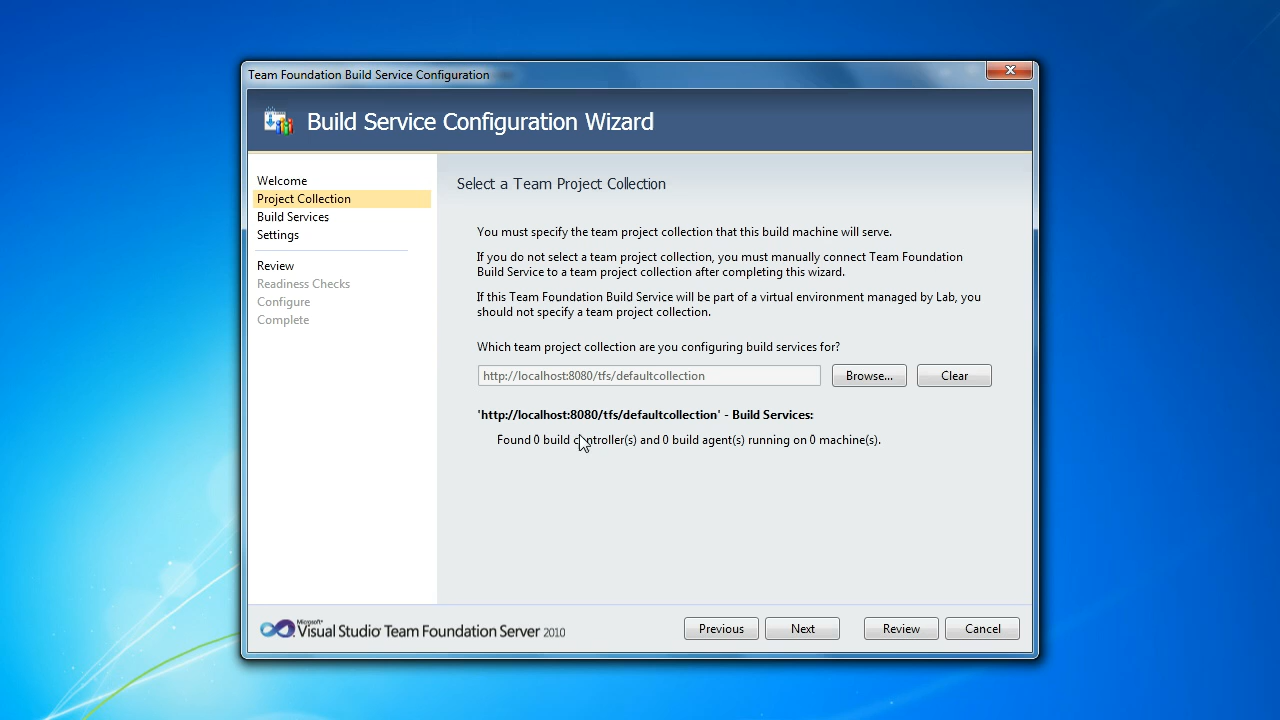 Team Foundation Build Service Configuration
Build Service Configuration Wizard
Welcome
Project Collection
Build Services
Settings
Review
Readiness Checks
Configure
Complete
Select a Team Project Collection
You must specify the team project collection that this build machine will serve.
If you do not select a team project collection, you must manually connect Team Foundation
Build Service to a team project collection after completing this wizard.
If this Team Foundation Build Service will be part of a virtual environment managed by Lab, you
should not specify a team project collection.
Which team project collection are you configuring build services for?
http://localhost:8080/tfs/defaultcollection
Browse...
Clear
'http://localhost:8080/tfs/defaultcollection' - Build Services:
Found 0 build controller(s) and 0 build agent(s) running on 0 machine(s).
Microsoft®
Visual Studio® Team Foundation Server 2010
Previous
Next
Review
Cancel